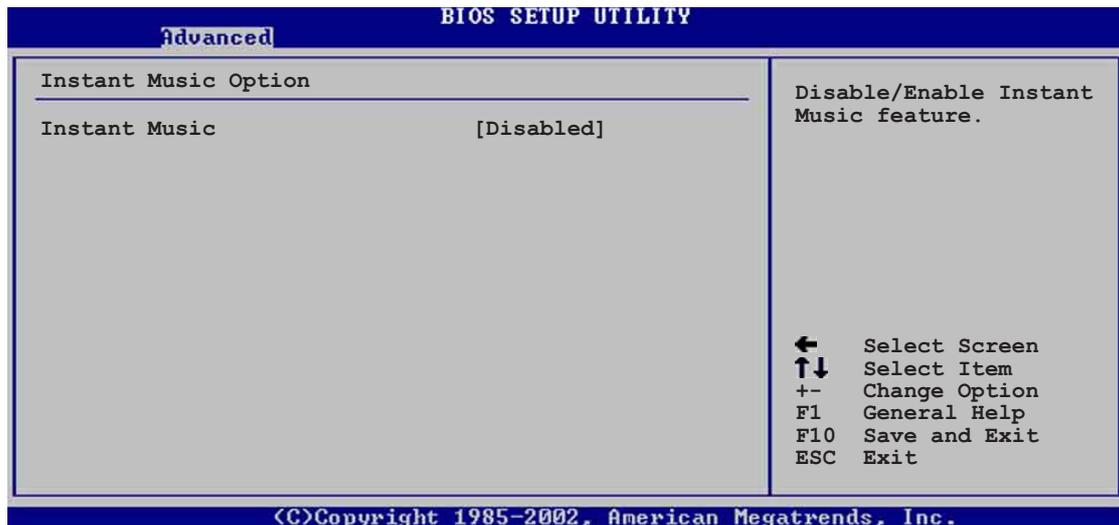 BIOS SETUP UTILITY
Advanced
Instant Music Option
Instant Music [Disabled]
Disable/Enable Instant
Music feature.
← Select Screen
↑↓ Select Item
+- Change Option
F1 General Help
F10 Save and Exit
ESC Exit
(C)Copyright 1985-2002, American Megatrends, Inc.